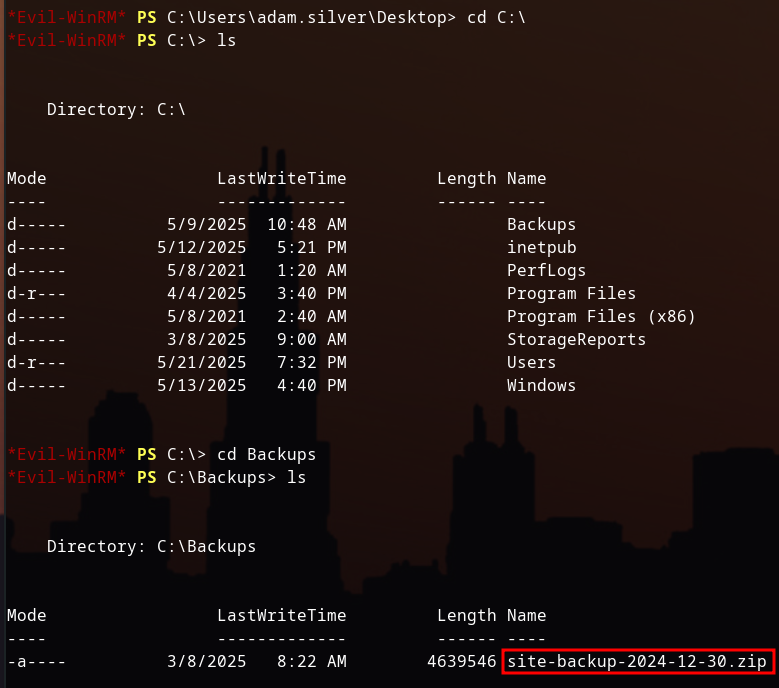 *Evil-WinRM* PS C:\Users\adam.silver\Desktop> cd C:\
*Evil-WinRM* PS C:\> ls
Directory: C:\
Mode                 LastWriteTime         Length Name
----                 -------------         ------ ----
d-----          5/9/2025  10:48 AM                Backups
d-----         5/12/2025   5:21 PM                inetpub
d-----          5/8/2021   1:20 AM                PerfLogs
d-r---          4/4/2025   3:40 PM                Program Files
d-----          5/8/2021   2:40 AM                Program Files (x86)
d-----          3/8/2025   9:00 AM                StorageReports
d-r---         5/21/2025   7:32 PM                Users
d-----         5/13/2025   4:40 PM                Windows
*Evil-WinRM* PS C:\> cd Backups
*Evil-WinRM* PS C:\Backups> ls
Directory: C:\Backups
Mode                 LastWriteTime         Length Name
----                 -------------         ------ ----
-a----          3/8/2025   8:22 AM        4639546 site-backup-2024-12-30.zip